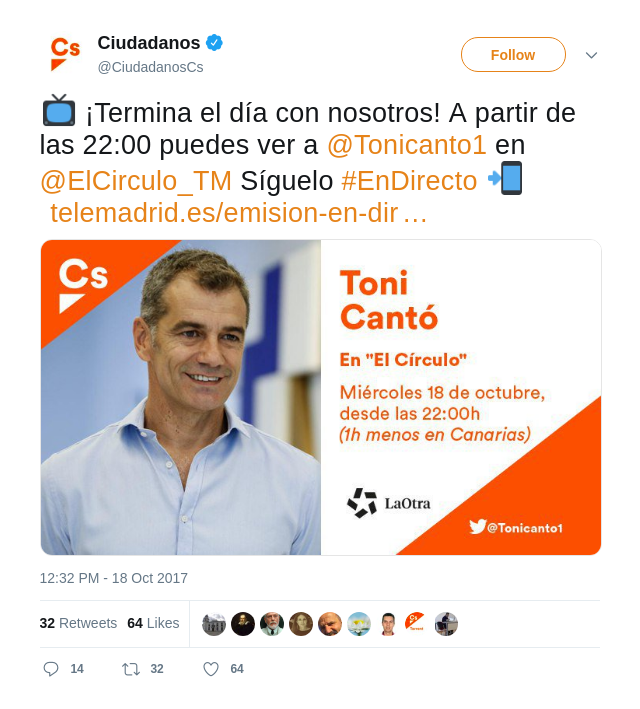 Cs
Ciudadanos
@CiudadanosCs
Follow
¡Termina el día con nosotros! A partir de
las 22:00 puedes ver a @Tonicanto1 en
@ElCirculo_TM Síguelo #EnDirecto
telemadrid.es/emision-en-dir…
Cs
Toni
Cantó
En "El Círculo"
Miércoles 18 de octubre,
desde las 22:00h
(1h menos en Canarias)
LaOtra
@Tonicanto1
12:32 PM - 18 Oct 2017
32 Retweets 64 Likes
14 32 64